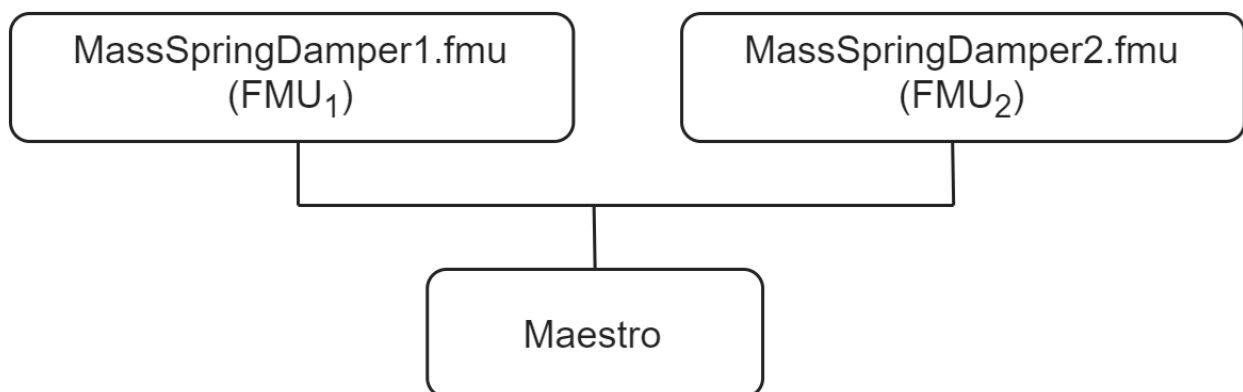 MassSpringDamper1.fmu
(FMU₁)
MassSpringDamper2.fmu
(FMU₂)
Maestro